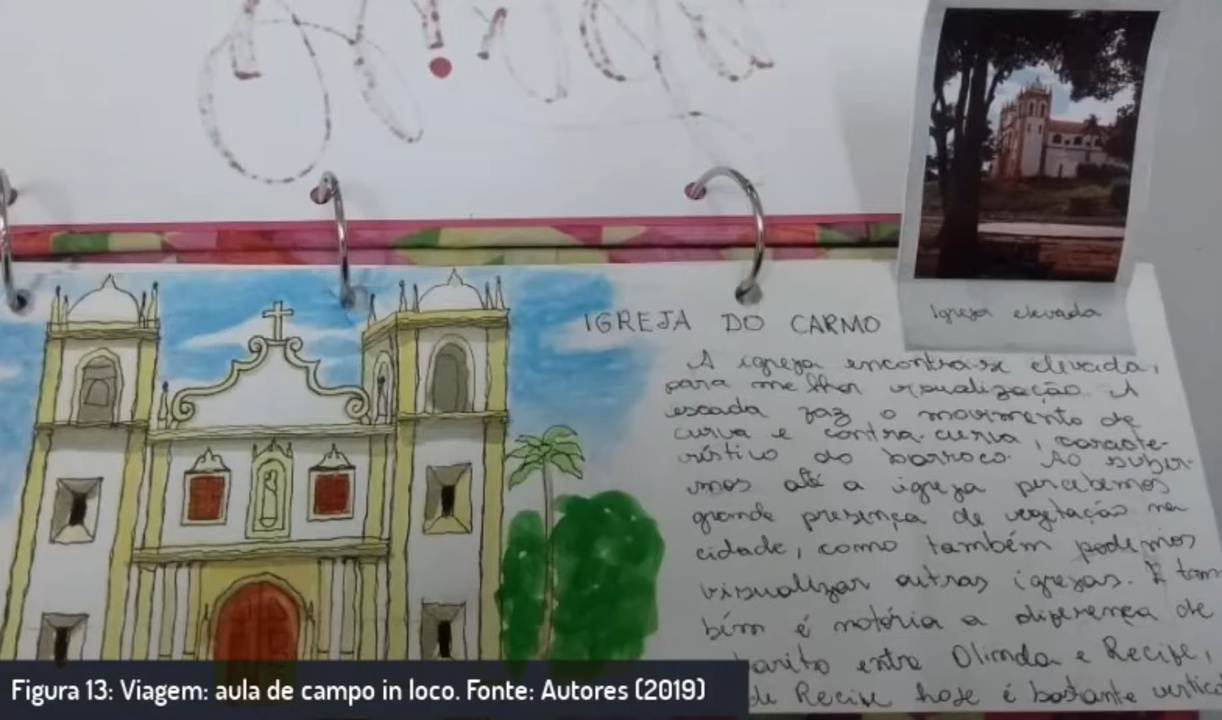 IGREJA DO CARMO
Igreja elevada
A igreja encontra-se elevada,
para melhor visualização. A
escada faz o movimento de
curva e contra-curva, caracte-
rístico do barroco. Ao subir-
mos até a igreja percebemos
grande presença de vegetação na
cidade, como também podemos
visualizar outras igrejas. E tam
bém é notória a diferença de
barito entre Olinda e Recife,
de Recife hoje é bastante
Figura 13: Viagem: aula de campo in loco. Fonte: Autores (2019)